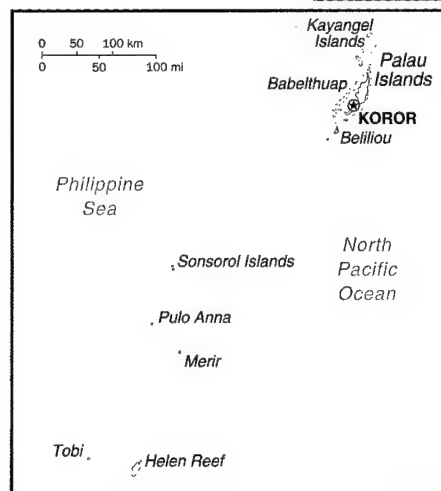 Kayangel
Islands
0 50 100 km
0 50 100 mi
Palau
Islands
Babelthuap
KOROR
Beliliou
Philippine
Sea
North
Pacific
Ocean
Sonsorol Islands
Pulo Anna
Merir
Tobi
Helen Reef